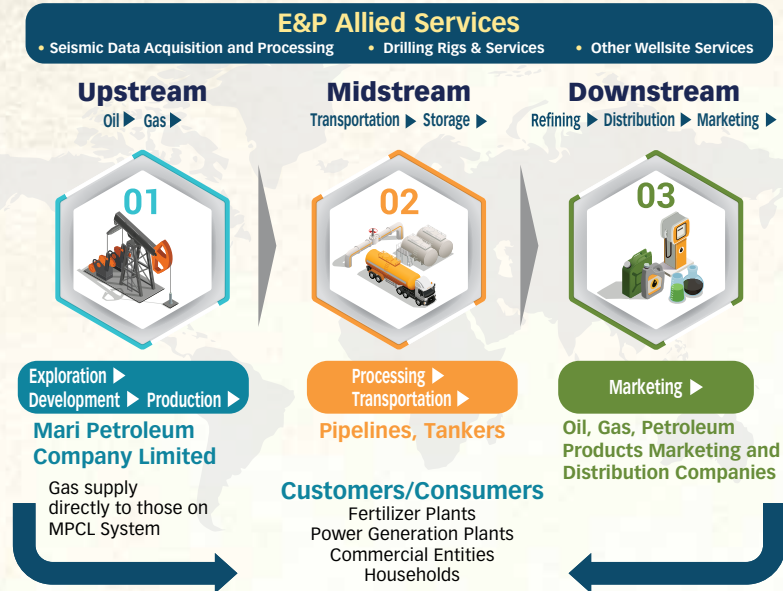 E&P Allied Services
• Seismic Data Acquisition and Processing • Drilling Rigs & Services • Other Wellsite Services
Upstream
Oil ▶ Gas ▶
Midstream
Transportation ▶ Storage ▶
Downstream
Refining ▶ Distribution ▶ Marketing ▶
01
02
03
Exploration ▶
Development ▶ Production ▶
Mari Petroleum
Company Limited
Gas supply
directly to those on
MPCL System
Processing ▶
Transportation ▶
Pipelines, Tankers
Marketing ▶
Oil, Gas, Petroleum
Products Marketing and
Distribution Companies
Customers/Consumers
Fertilizer Plants
Power Generation Plants
Commercial Entities
Households